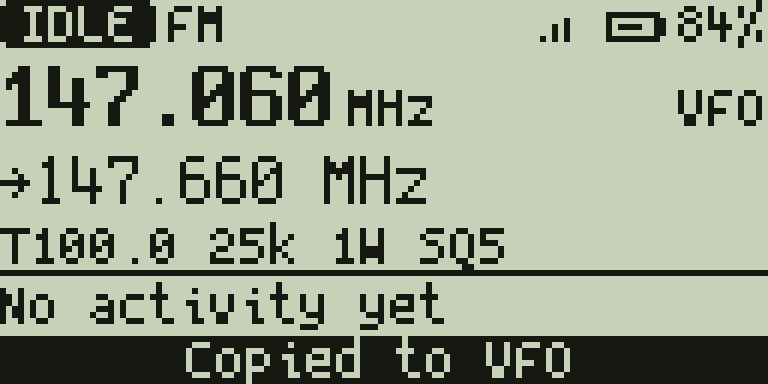 IDLE FM 84%
147.060 MHz VFO
→147.660 MHz
T100.0 25k 1W SQ5
No activity yet
Copied to VFO